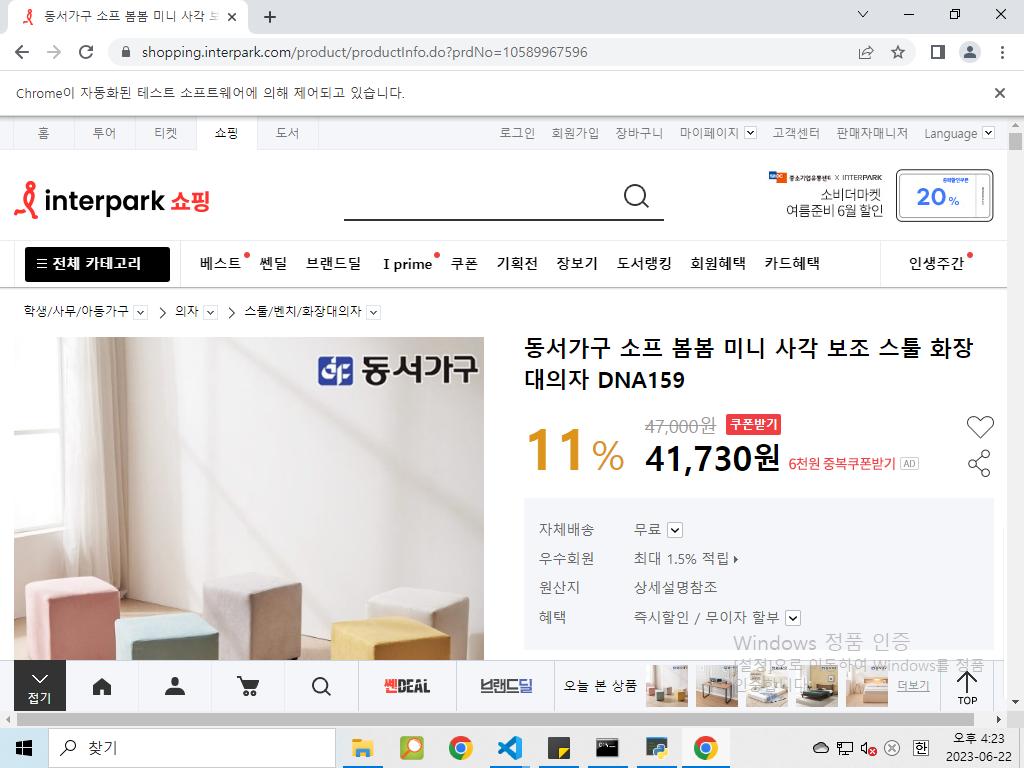 동서가구 소프 봄봄 미니 사각 보
shopping.interpark.com/product/productInfo.do?prdNo=10589967596
Chrome이 자동화된 테스트 소프트웨어에 의해 제어되고 있습니다.
홈 투어 티켓 쇼핑 도서 로그인 회원가입 장바구니 마이페이지 고객센터 판매자매니저 Language
interpark 쇼핑
중소기업유통센터 X INTERPARK
소비더마켓
여름준비 6월 할인
20%
전체 카테고리 베스트 쎈딜 브랜드딜 I prime 쿠폰 기획전 장보기 도서랭킹 회원혜택 카드혜택 인생주간
학생/사무/아동가구 의자 스툴/벤치/화장대의자
동서가구
동서가구 소프 봄봄 미니 사각 보조 스툴 화장
대의자 DNA159
47,000원 쿠폰받기
11% 41,730원 6천원 중복쿠폰받기 AD
자체배송 무료
우수회원 최대 1.5% 적립
원산지 상세설명참조
혜택 즉시할인 / 무이자 할부
Windows 정품 인증
[설정]으로 이동하여 Windows를 정품
인증합니다.
접기 쎈DEAL 브랜드딜 오늘 본 상품 더보기 TOP
찾기
한
오후 4:23
2023-06-22